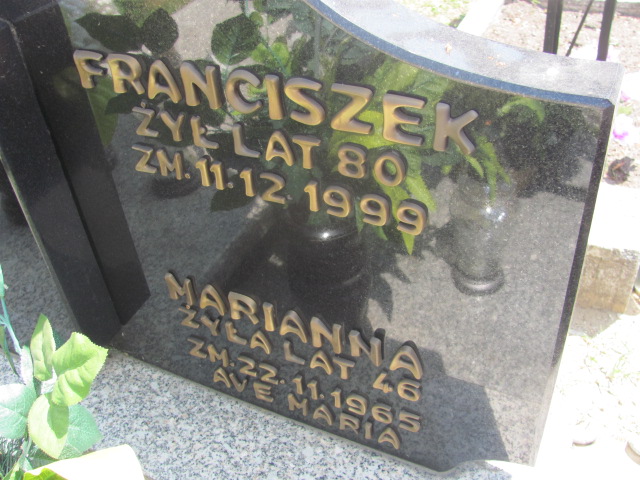 FRANCISZEK
ŻYŁ LAT 80
ZM. 11. 12. 1999
MARIANNA
ŻYŁA LAT 46
ZM. 22. 11. 1965
AVE MARIA